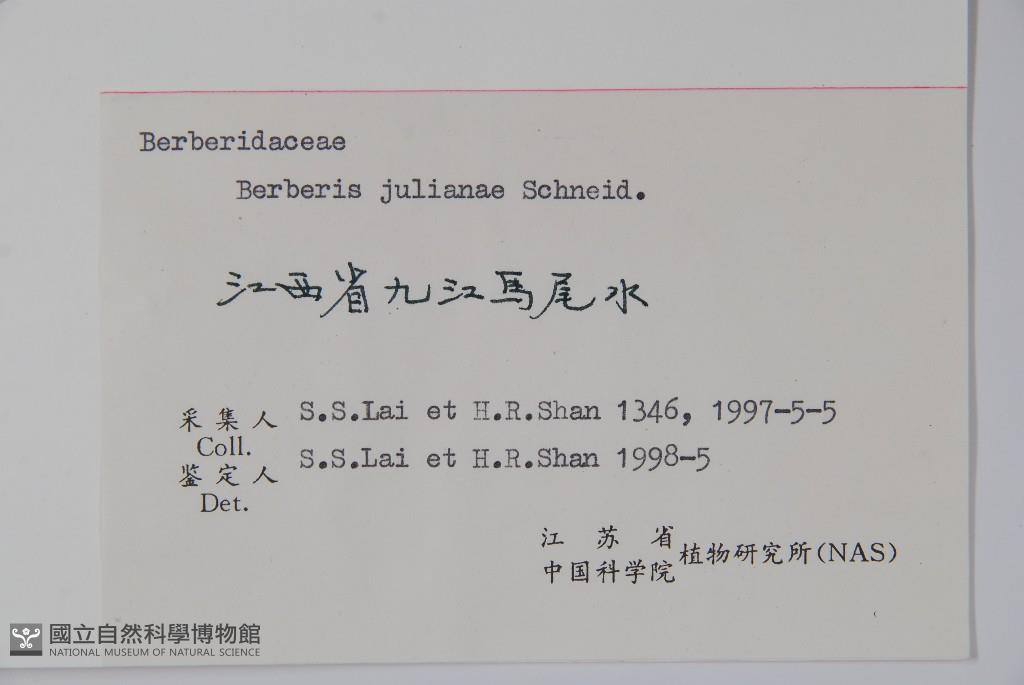 Berberidaceae
Berberis julianae Schneid.
江西省九江馬尾水
采集人 S.S.Lai et H.R.Shan 1346, 1997-5-5
Coll.
鉴定人 S.S.Lai et H.R.Shan 1998-5
Det.
江苏省
中国科学院
植物研究所(NAS)
國立自然科學博物館
NATIONAL MUSEUM OF NATURAL SCIENCE